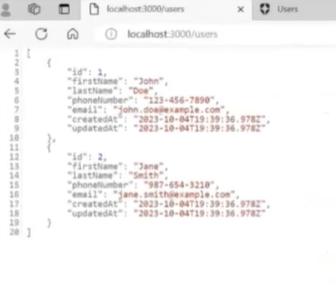 localhost:3000/users
Users
localhost:3000/users
1 [
2 {
3 "id": 1,
4 "firstName": "John",
5 "lastName": "Doe",
6 "phoneNumber": "123-456-7890",
7 "email": "john.doe@example.com",
8 "createdAt": "2023-10-04T19:39:36.978Z",
9 "updatedAt": "2023-10-04T19:39:36.978Z"
10 },
11 {
12 "id": 2,
13 "firstName": "Jane",
14 "lastName": "Smith",
15 "phoneNumber": "987-654-3210",
16 "email": "jane.smith@example.com",
17 "createdAt": "2023-10-04T19:39:36.978Z",
18 "updatedAt": "2023-10-04T19:39:36.978Z"
19 }
20 ]